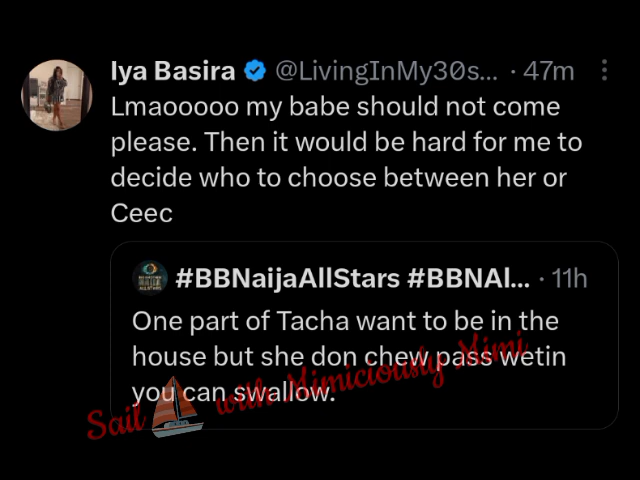 Iya Basira @LivingInMy30s... · 47m
Lmaooooo my babe should not come
please. Then it would be hard for me to
decide who to choose between her or
Ceec
#BBNaijaAllStars #BBNAl... · 11h
One part of Tacha want to be in the
house but she don chew pass wetin
you can swallow.
Sail with Mimiciously Mimi